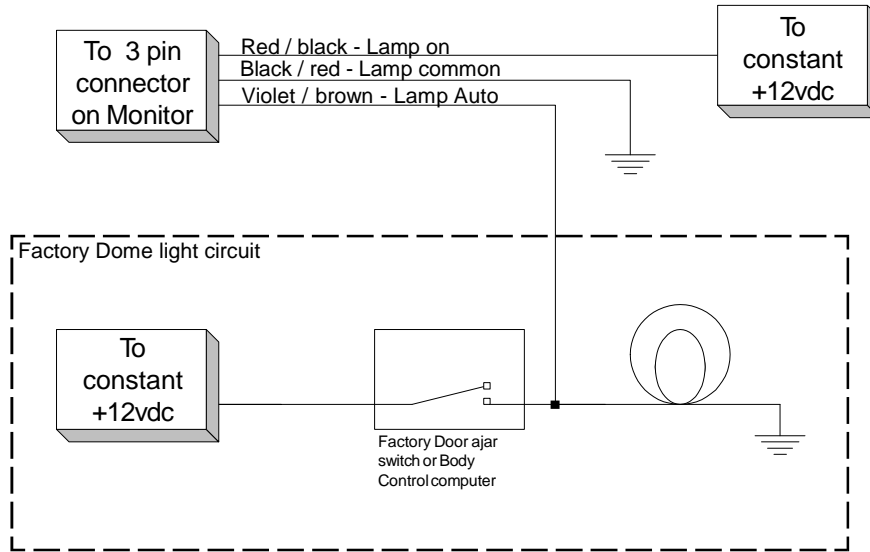 To 3 pin
connector
on Monitor
Red / black - Lamp on
Black / red - Lamp common
Violet / brown - Lamp Auto
To
constant
+12vdc
Factory Dome light circuit
To
constant
+12vdc
Factory Door ajar
switch or Body
Control computer